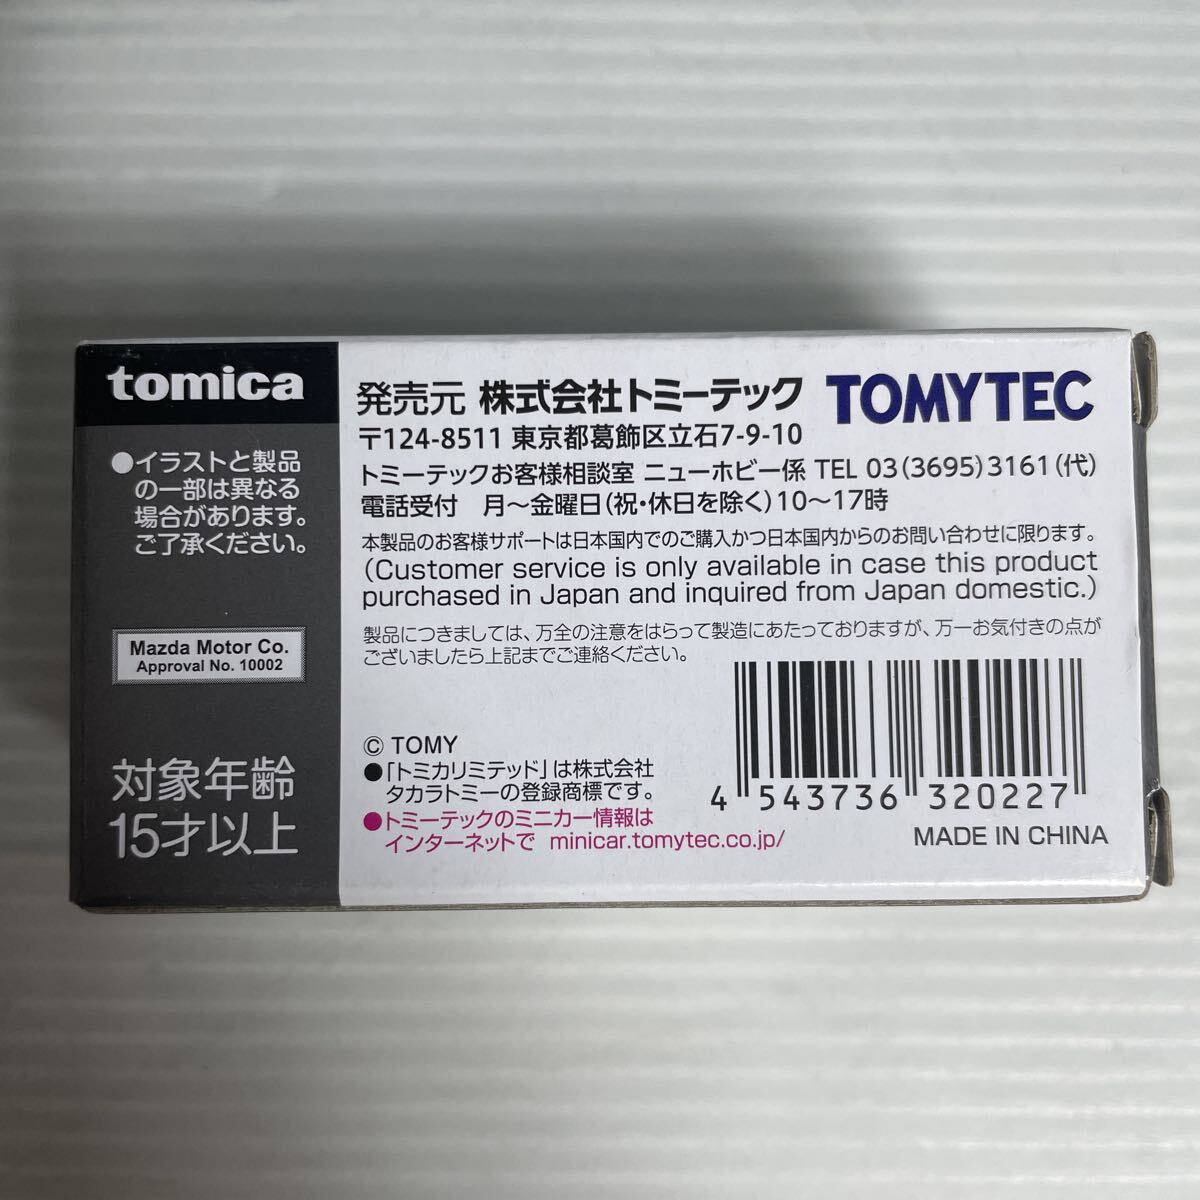 tomica
●イラストと製品
の一部は異なる
場合があります。
ご了承ください。
Mazda Motor Co.
Approval No. 10002
対象年齢
15才以上
発売元 株式会社トミーテック TOMYTEC
〒124-8511 東京都葛飾区立石7-9-10
トミーテックお客様相談室 ニューホビー係 TEL 03(3695)3161(代)
電話受付 月～金曜日(祝・休日を除く)10～17時
本製品のお客様サポートは日本国内でのご購入かつ日本国内からのお問い合わせに限ります。
(Customer service is only available in case this product
purchased in Japan and inquired from Japan domestic.)
製品につきましては、万全の注意をはらって製造にあたっておりますが、万一お気付きの点が
ございましたら上記までご連絡ください。
© TOMY
●「トミカリミテッド」は株式会社
タカラトミーの登録商標です。
●トミーテックのミニカー情報は
インターネットで minicar.tomytec.co.jp/
4 543736 320227
MADE IN CHINA